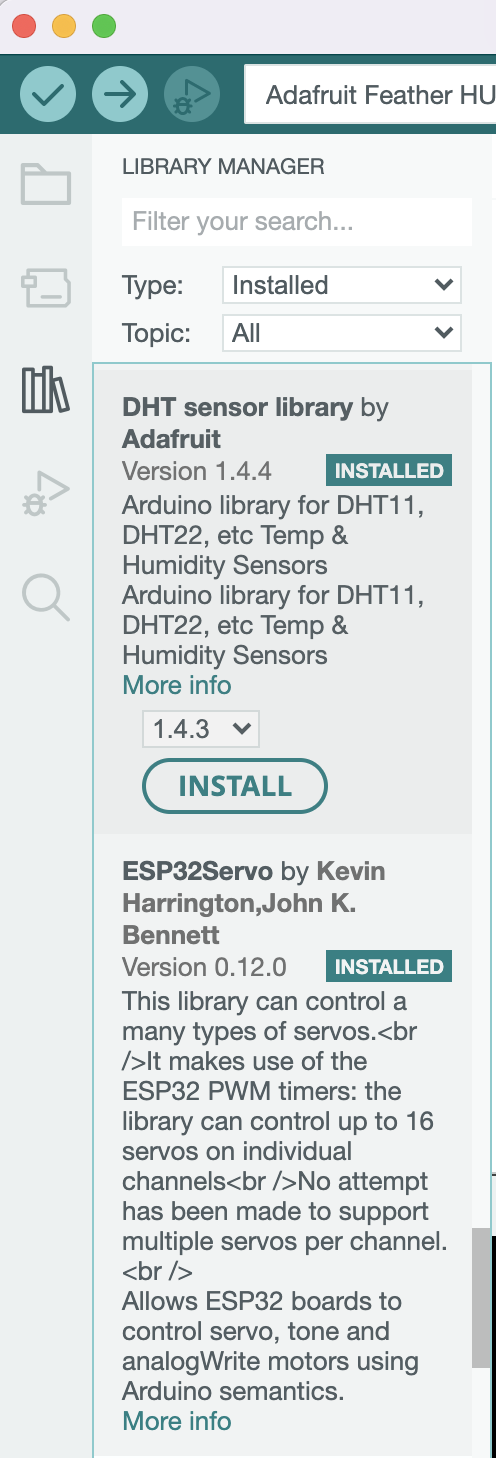 Adafruit Feather HU
LIBRARY MANAGER
Filter your search...
Type: Installed
Topic: All
DHT sensor library by
Adafruit
Version 1.4.4 INSTALLED
Arduino library for DHT11,
DHT22, etc Temp &
Humidity Sensors
Arduino library for DHT11,
DHT22, etc Temp &
Humidity Sensors
More info
1.4.3
INSTALL
ESP32Servo by Kevin
Harrington,John K.
Bennett
Version 0.12.0 INSTALLED
This library can control a
many types of servos.<br
/>It makes use of the
ESP32 PWM timers: the
library can control up to 16
servos on individual
channels<br />No attempt
has been made to support
multiple servos per channel.
<br />
Allows ESP32 boards to
control servo, tone and
analogWrite motors using
Arduino semantics.
More info